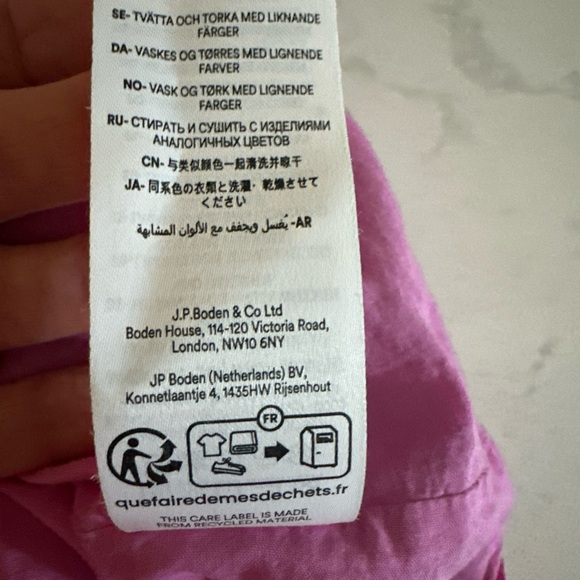 SE- TVÄTTA OCH TORKA MED LIKNANDE
FÄRGER
DA- VASKES OG TØRRES MED LIGNENDE
FARVER
NO- VASK OG TØRK MED LIGNENDE
FARGER
RU- СТИРАТЬ И СУШИТЬ С ИЗДЕЛИЯМИ
АНАЛОГИЧНЫХ ЦВЕТОВ
CN- 与类似颜色一起清洗并晾干
JA- 同系色の衣類と洗濯・乾燥させて
ください
AR- يُغسل ويجفف مع الألوان المشابهة
J.P.Boden & Co Ltd
Boden House, 114-120 Victoria Road,
London, NW10 6NY
JP Boden (Netherlands) BV,
Konnetlaantje 4, 1435HW Rijsenhout
FR
quefairedemesdechets.fr
THIS CARE LABEL IS MADE
FROM RECYCLED MATERIAL